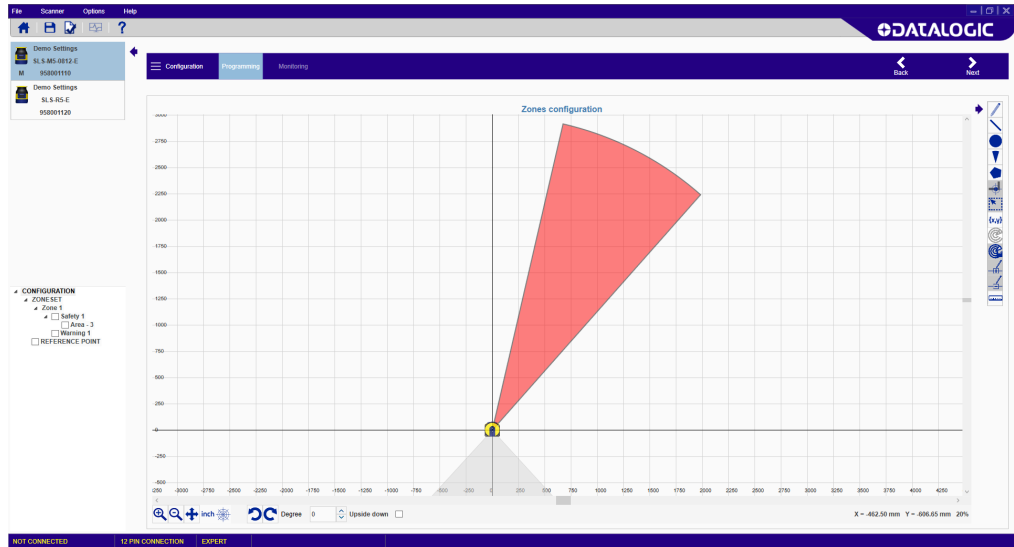 File Scanner Options Help
DATALOGIC
Demo Settings
SLS-M5-0812-E
M 958001110
Demo Settings
SLS-R5-E
958001120
Configuration Programming Monitoring Back Next
Zones configuration
3000
2750
2500
2250
2000
1750
1500
1250
1000
750
500
250
0
-250
-500
-3000 -2750 -2500 -2250 -2000 -1750 -1500 -1250 -1000 -750 -500 -250 0 250 500 750 1000 1250 1500 1750 2000 2250 2500 2750 3000 3250 3500 3750 4000 4250
{x,y}
CONFIGURATION
ZONESET
Zone 1
Safety 1
Area - 3
Warning 1
REFERENCE POINT
inch Degree 0 Upside down X = -462.50 mm Y = -606.65 mm 20%
NOT CONNECTED 12 PIN CONNECTION EXPERT